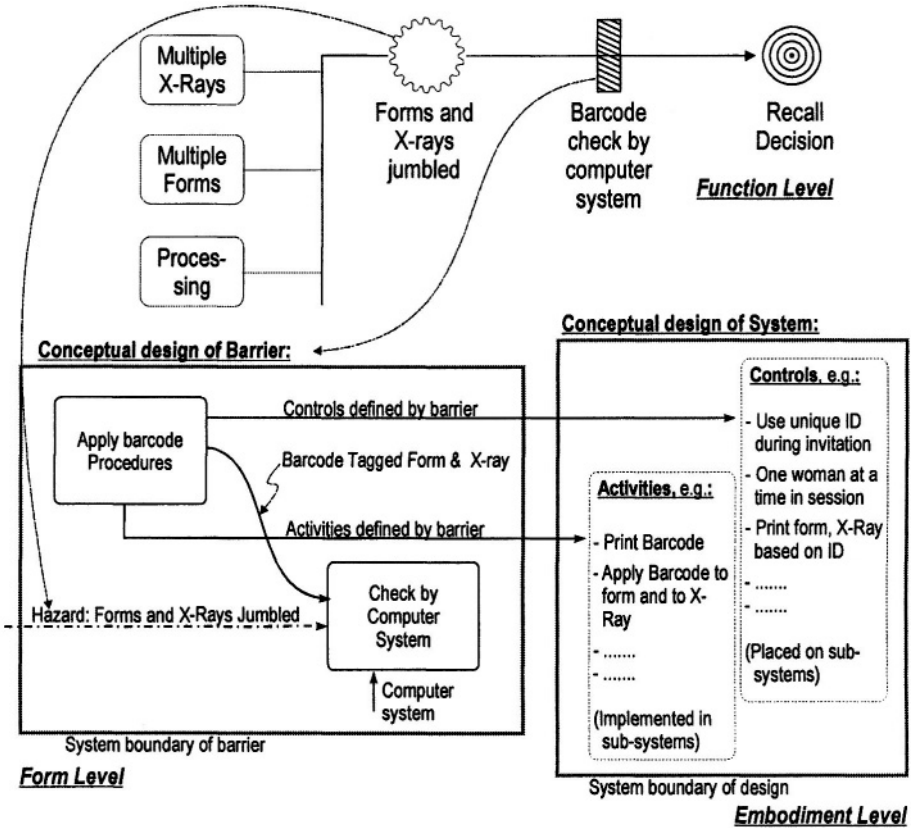 Multiple
X-Rays
Multiple
Forms
Proces-
sing
Forms and
X-rays
jumbled
Barcode
check by
computer
system
Recall
Decision
Function Level
Conceptual design of Barrier:
Apply barcode
Procedures
Controls defined by barrier
Barcode Tagged Form & X-ray
Activities defined by barrier
Hazard: Forms and X-Rays Jumbled
Check by
Computer
System
Computer
system
System boundary of barrier
Form Level
Conceptual design of System:
Activities, e.g.:
- Print Barcode
- Apply Barcode to
form and to X-
Ray
- .......
- .......
(Implemented in
sub-systems)
Controls, e.g.:
- Use unique ID
during invitation
- One woman at a
time in session
- Print form, X-Ray
based on ID
- .......
- .......
(Placed on sub-
systems)
System boundary of design
Embodiment Level